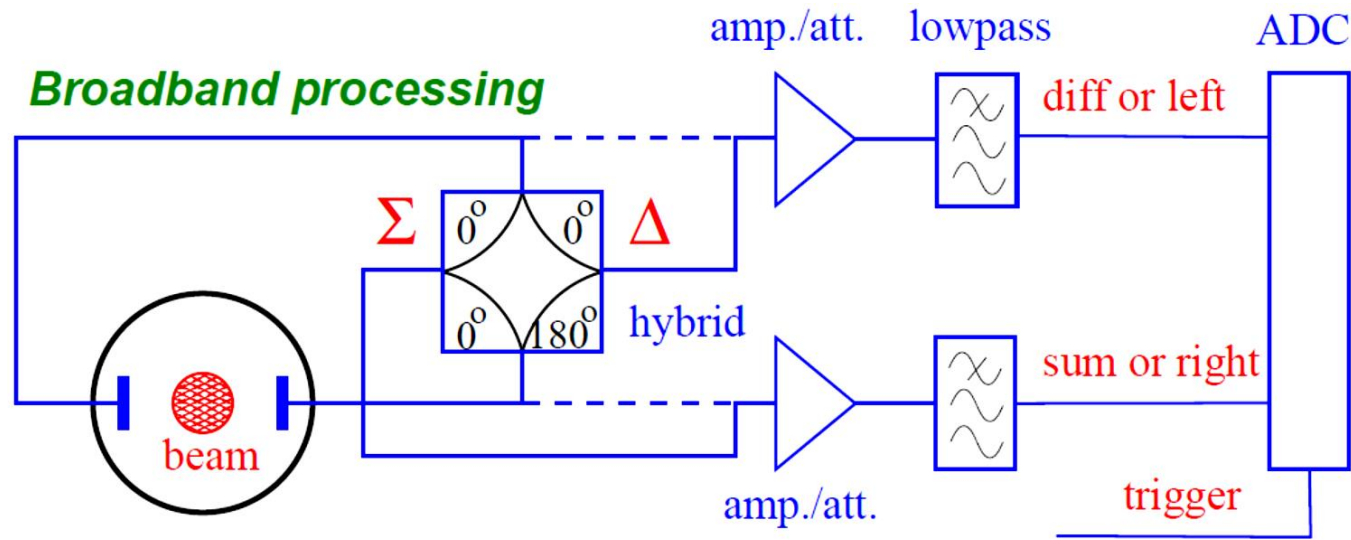 amp./att. lowpass ADC
Broadband processing
diff or left
Σ 0° 0° Δ
0° 180° hybrid
sum or right
beam
trigger
amp./att.